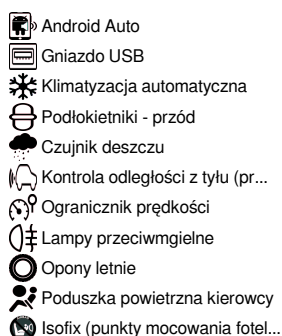 Android Auto
Gniazdo USB
Klimatyzacja automatyczna
Podłokietniki - przód
Czujnik deszczu
Kontrola odległości z tyłu (pr...
Ogranicznik prędkości
Lampy przeciwmgielne
Opony letnie
Poduszka powietrzna kierowcy
Isofix (punkty mocowania fotel...